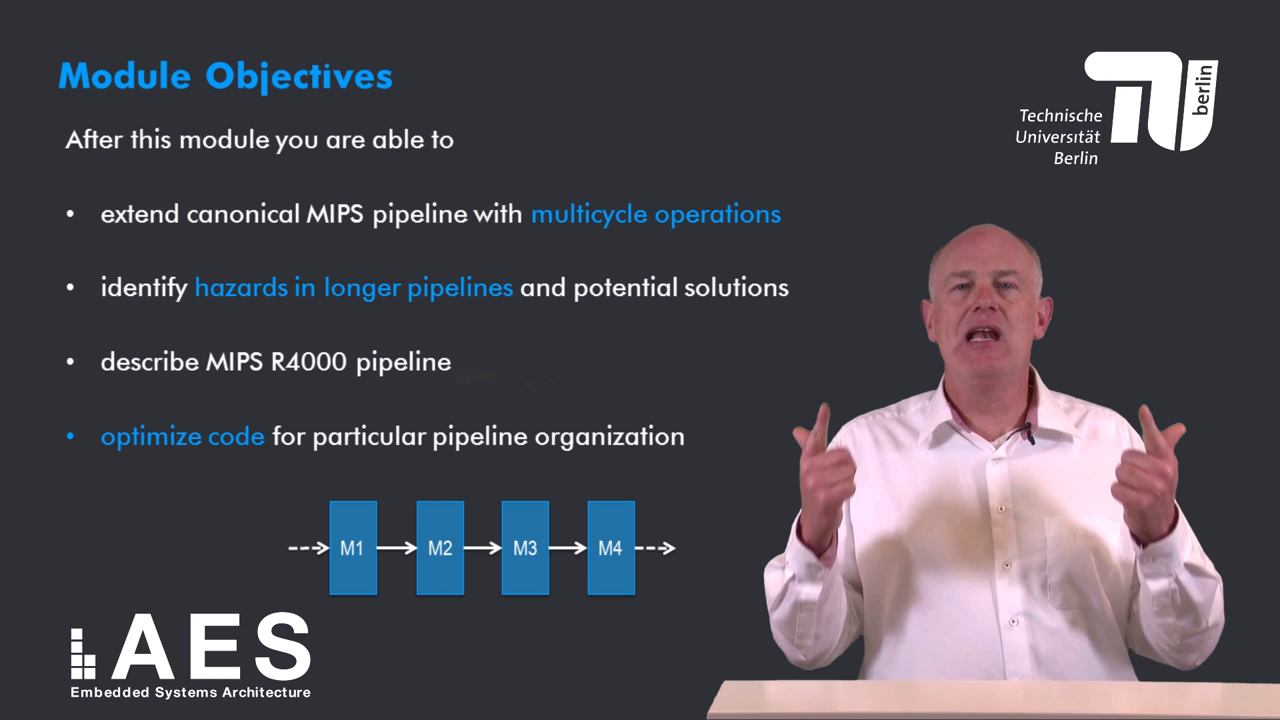 Module Objectives
After this module you are able to
• extend canonical MIPS pipeline with multicycle operations
• identify hazards in longer pipelines and potential solutions
• describe MIPS R4000 pipeline
• optimize code for particular pipeline organization
M1 M2 M3 M4
AES
Embedded Systems Architecture
Technische
Universität
Berlin
berlin